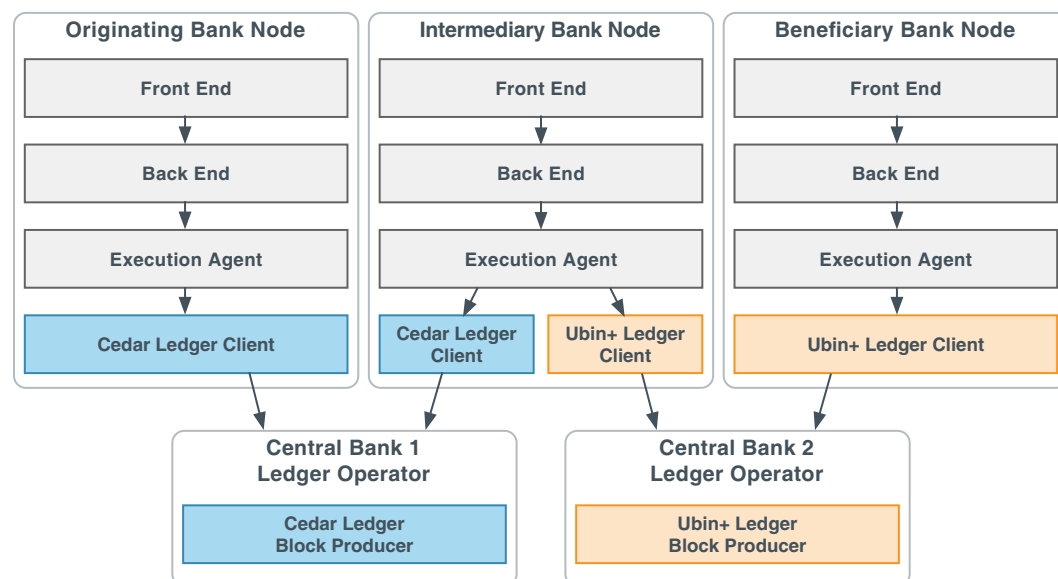 Originating Bank Node
Front End
Back End
Execution Agent
Cedar Ledger Client
Intermediary Bank Node
Front End
Back End
Execution Agent
Cedar Ledger
Client
Ubin+ Ledger
Client
Beneficiary Bank Node
Front End
Back End
Execution Agent
Ubin+ Ledger Client
Central Bank 1
Ledger Operator
Cedar Ledger
Block Producer
Central Bank 2
Ledger Operator
Ubin+ Ledger
Block Producer